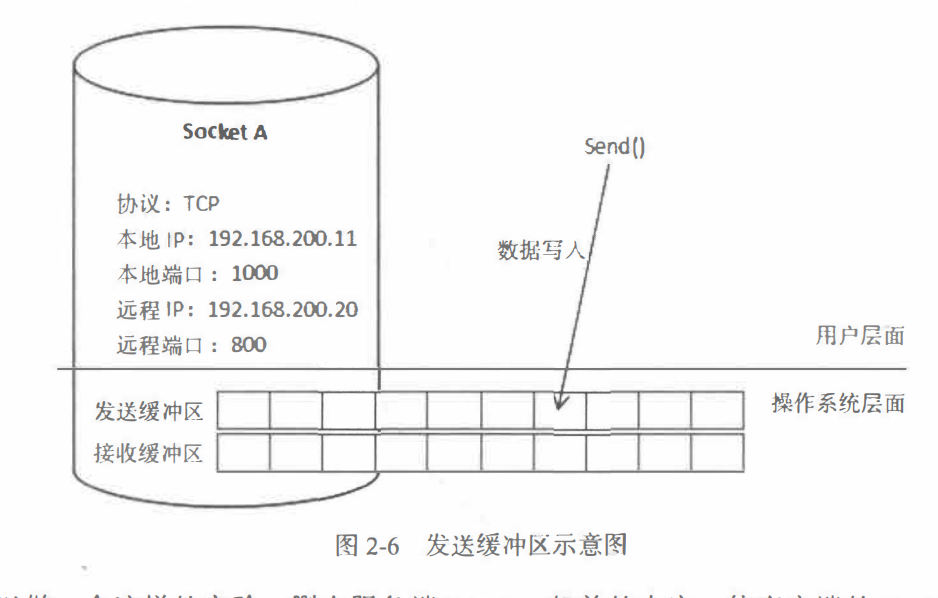 Socket A
Send()
协议：TCP
本地 IP：192.168.200.11
数据写入
本地端口：1000
远程 IP：192.168.200.20
远程端口：800
用户层面
发送缓冲区
操作系统层面
接收缓冲区
图 2-6 发送缓冲区示意图